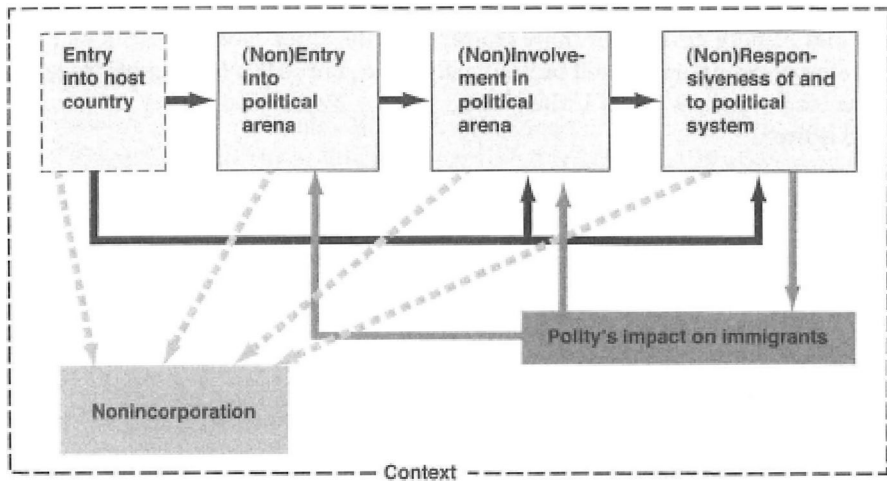 Entry
into host
country
(Non)Entry
into
political
arena
(Non)Involve-
ment in
political
arena
(Non)Respon-
siveness of and
to political
system
Polity's impact on immigrants
Nonincorporation
Context